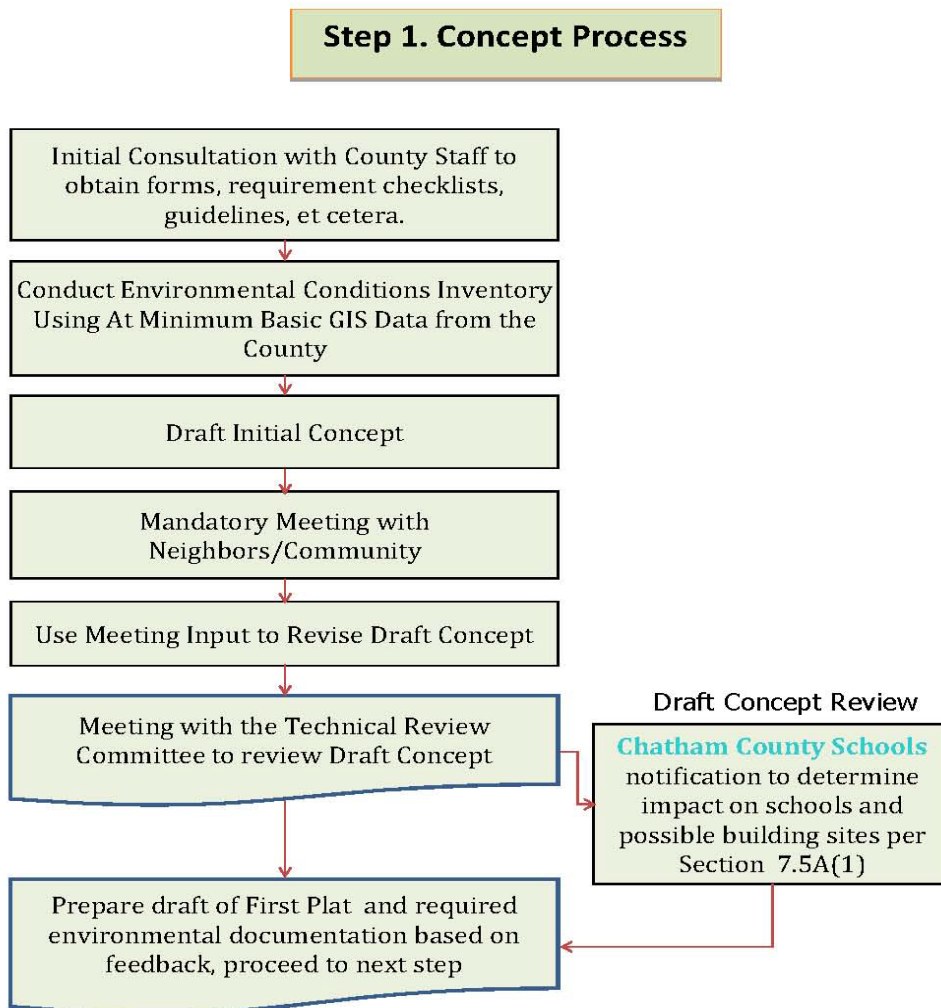 Step 1. Concept Process
Initial Consultation with County Staff to
obtain forms, requirement checklists,
guidelines, et cetera.
Conduct Environmental Conditions Inventory
Using At Minimum Basic GIS Data from the
County
Draft Initial Concept
Mandatory Meeting with
Neighbors/Community
Use Meeting Input to Revise Draft Concept
Meeting with the Technical Review
Committee to review Draft Concept
Draft Concept Review
Chatham County Schools
notification to determine
impact on schools and
possible building sites per
Section 7.5A(1)
Prepare draft of First Plat and required
environmental documentation based on
feedback, proceed to next step